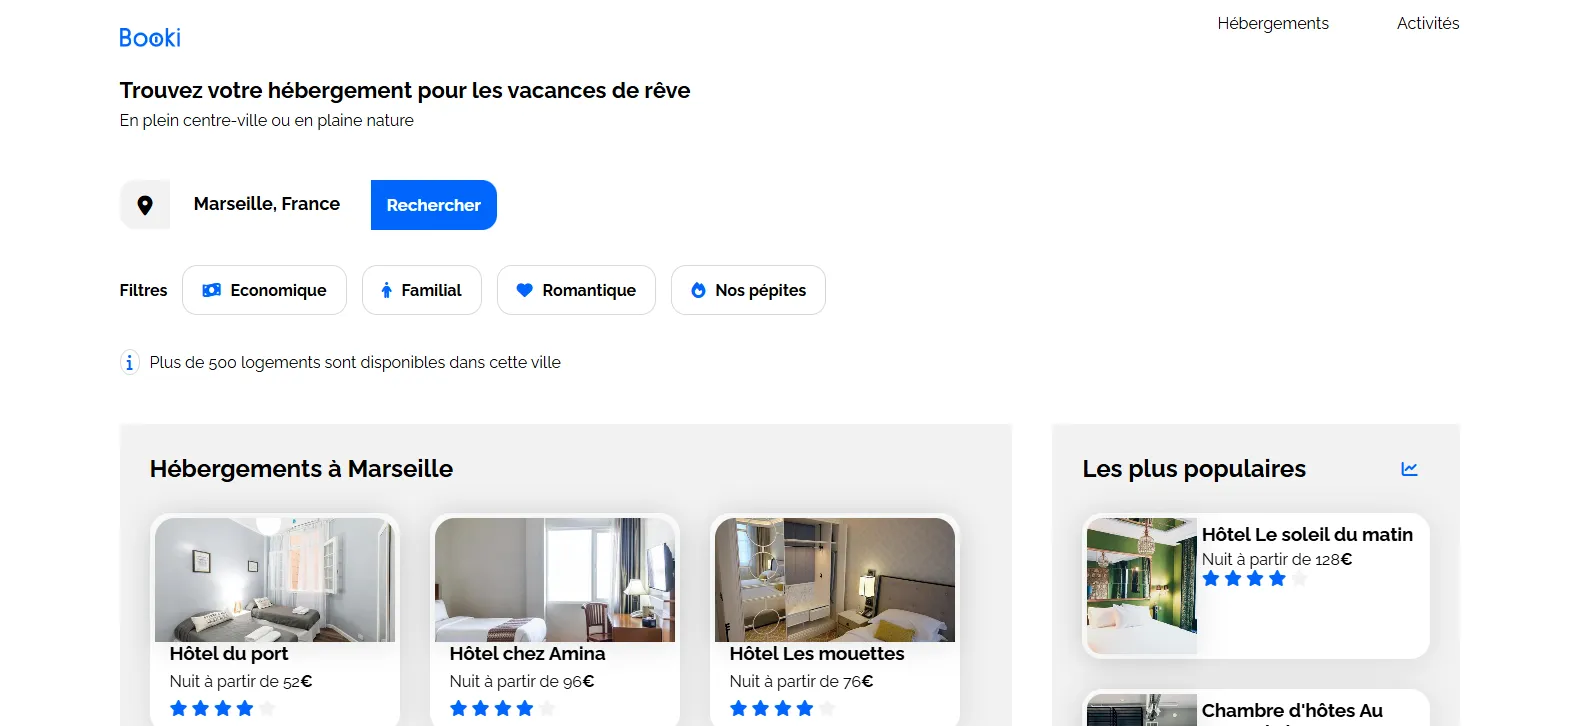 Booki
Hébergements
Activités
Trouvez votre hébergement pour les vacances de rêve
En plein centre-ville ou en plaine nature
Marseille, France
Rechercher
Filtres
Economique
Familial
Romantique
Nos pépites
Plus de 500 logements sont disponibles dans cette ville
Hébergements à Marseille
Hôtel du port
Nuit à partir de 52€
Hôtel chez Amina
Nuit à partir de 96€
Hôtel Les mouettes
Nuit à partir de 76€
Les plus populaires
Hôtel Le soleil du matin
Nuit à partir de 128€
Chambre d'hôtes Au